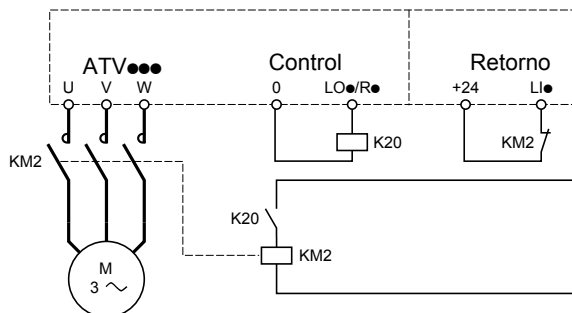 ATV●●●
Control
Retorno
U
V
W
0
LO●/R●
+24
LI●
KM2
K20
KM2
K20
KM2
M
3